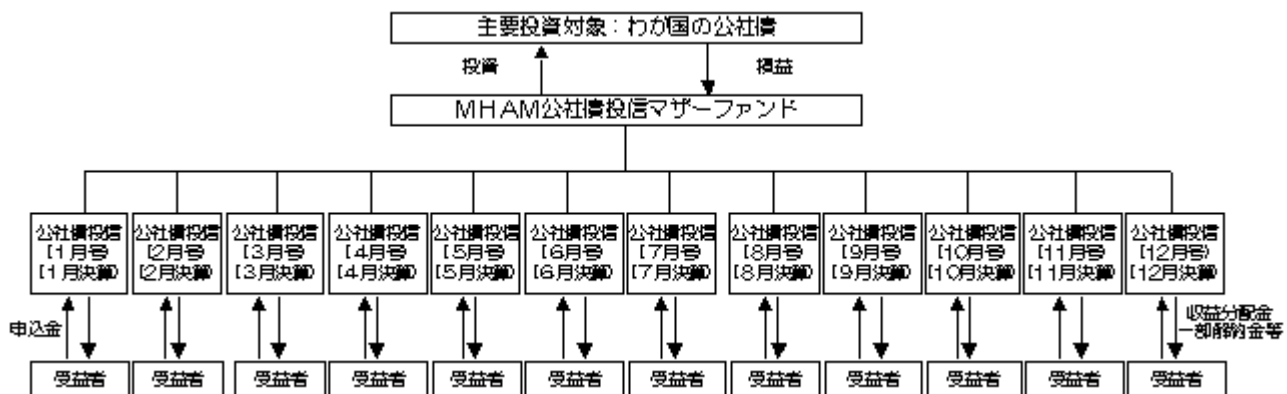 主要投資対象：わが国の公社債
投資
損益
MHAM公社債投信マザーファンド
公社債投信
[1月号]
(1月決算)
公社債投信
[2月号]
(2月決算)
公社債投信
[3月号]
(3月決算)
公社債投信
[4月号]
(4月決算)
公社債投信
[5月号]
(5月決算)
公社債投信
[6月号]
(6月決算)
公社債投信
[7月号]
(7月決算)
公社債投信
[8月号]
(8月決算)
公社債投信
[9月号]
(9月決算)
公社債投信
[10月号]
(10月決算)
公社債投信
[11月号]
(11月決算)
公社債投信
[12月号]
(12月決算)
申込金
収益分配金
一部解約金等
受益者
受益者
受益者
受益者
受益者
受益者
受益者
受益者
受益者
受益者
受益者
受益者